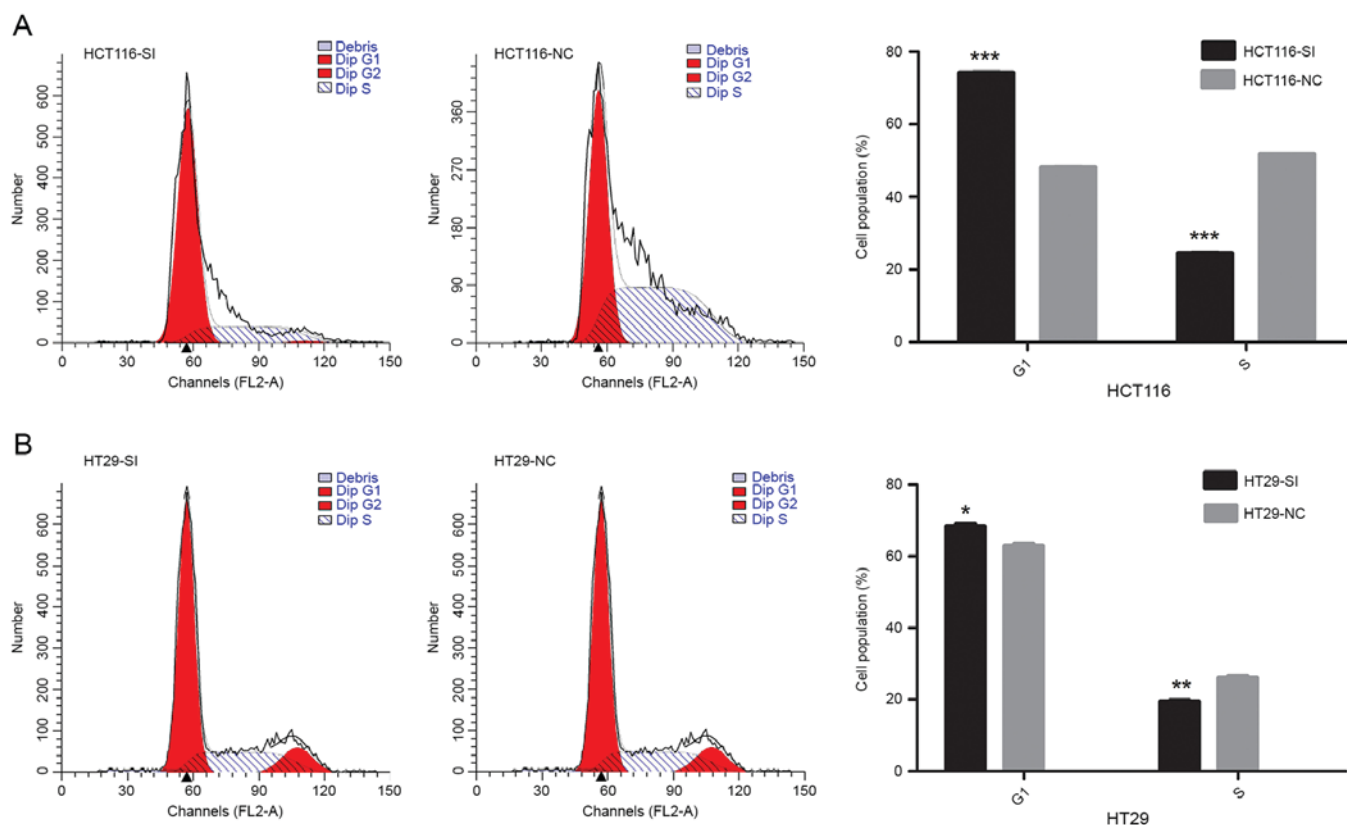 A
HCT116-SI
Debris
Dip G1
Dip G2
Dip S
Number
600
500
400
300
200
100
0
0 30 60 90 120 150
Channels (FL2-A)
HCT116-NC
Debris
Dip G1
Dip G2
Dip S
Number
360
270
180
90
0
0 30 60 90 120 150
Channels (FL2-A)
HCT116-SI
HCT116-NC
Cell population (%)
80
60
40
20
0
***
***
G1 S
HCT116
B
HT29-SI
Debris
Dip G1
Dip G2
Dip S
Number
600
500
400
300
200
100
0
0 30 60 90 120 150
Channels (FL2-A)
HT29-NC
Debris
Dip G1
Dip G2
Dip S
Number
600
500
400
300
200
100
0
0 30 60 90 120 150
Channels (FL2-A)
HT29-SI
HT29-NC
Cell population (%)
80
60
40
20
0
*
**
G1 S
HT29